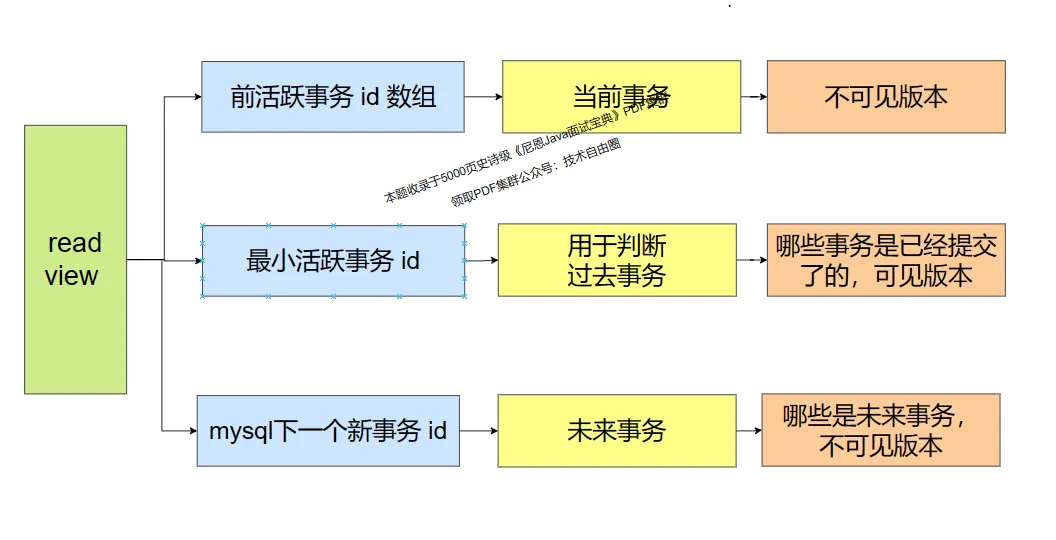 前活跃事务 id 数组
当前事务
不可见版本
本题收录于5000页史诗级《尼恩Java面试宝典》PDF集群
领取PDF集群公众号：技术自由圈
read
view
最小活跃事务 id
用于判断
过去事务
哪些事务是已经提交
了的，可见版本
mysql下一个新事务 id
未来事务
哪些是未来事务，
不可见版本